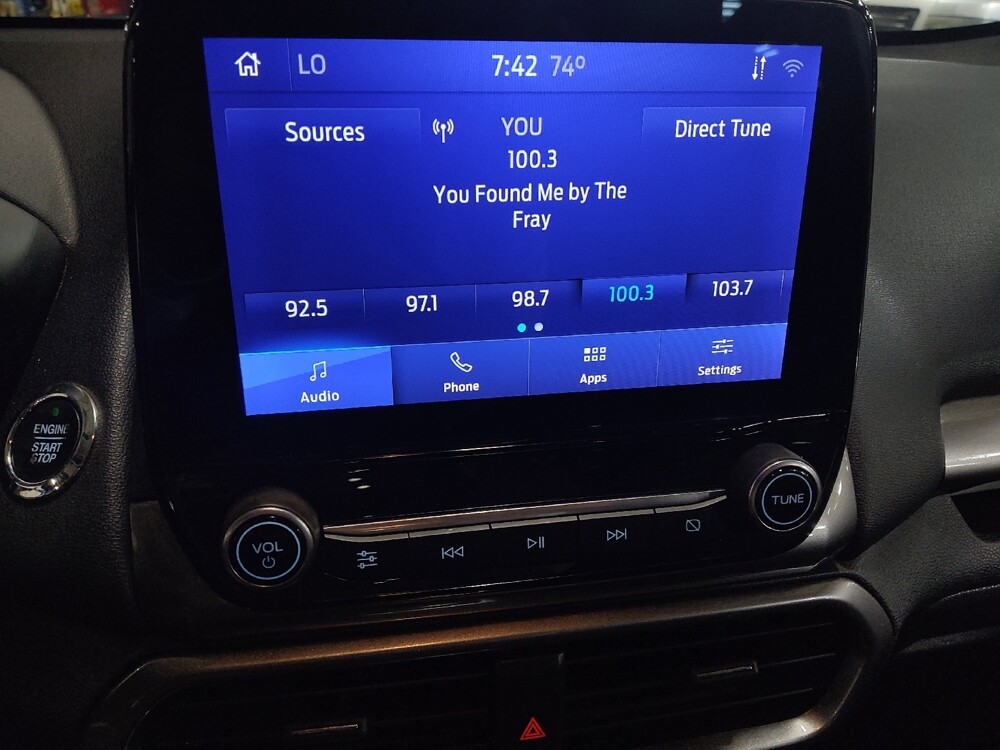 LO
7:42 74°
Sources
YOU
Direct Tune
100.3
You Found Me by The
Fray
92.5
97.1
98.7
100.3
103.7
Audio
Phone
Apps
Settings
ENGINE
START
STOP
VOL
TUNE